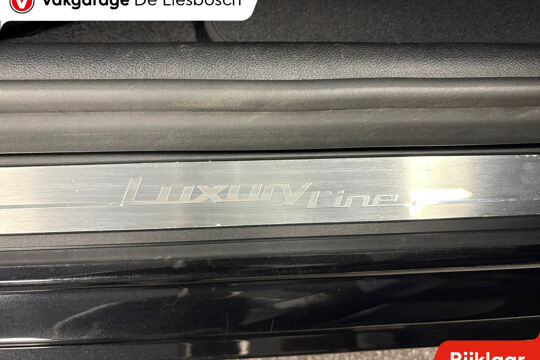 Vakgarage De Liesbosch
Luxury Line
Rijklaar